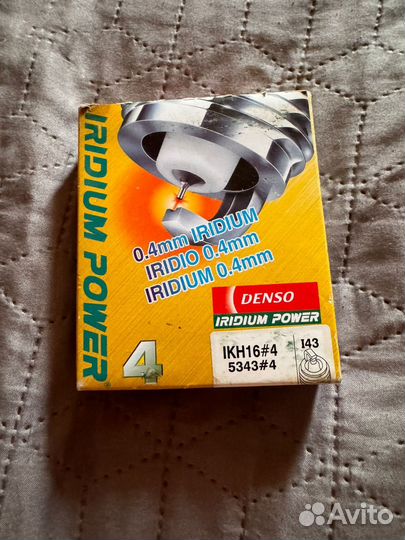 IRIDIUM POWER
0.4mm IRIDIUM
IRIDIO 0.4mm
IRIDIUM 0.4mm
DENSO
IRIDIUM POWER
4
IKH16#4
5343#4
I43
Avito